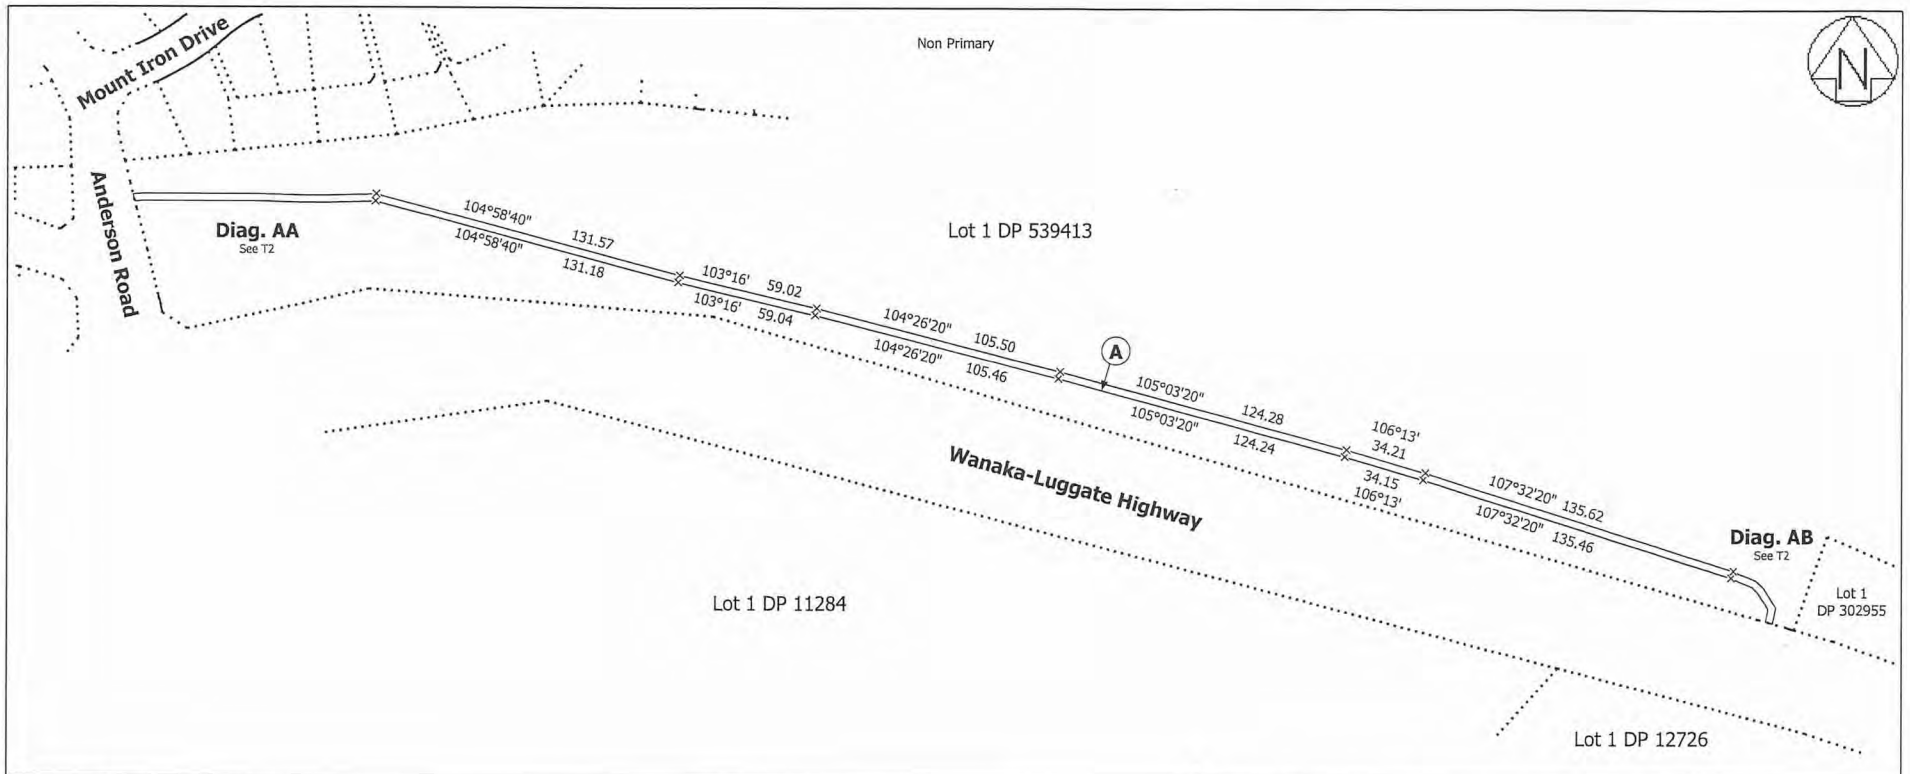 Non Primary
N
Mount Iron Drive
Anderson Road
Diag. AA
See T2
Lot 1 DP 539413
104°58'40" 131.57
104°58'40" 131.18
103°16' 59.02
103°16' 59.04
104°26'20" 105.50
104°26'20" 105.46
A
105°03'20" 124.28
105°03'20" 124.24
106°13'
34.21
34.15
106°13'
107°32'20" 135.62
107°32'20" 135.46
Wanaka-Luggate Highway
Diag. AB
See T2
Lot 1
DP 302955
Lot 1 DP 11284
Lot 1 DP 12726